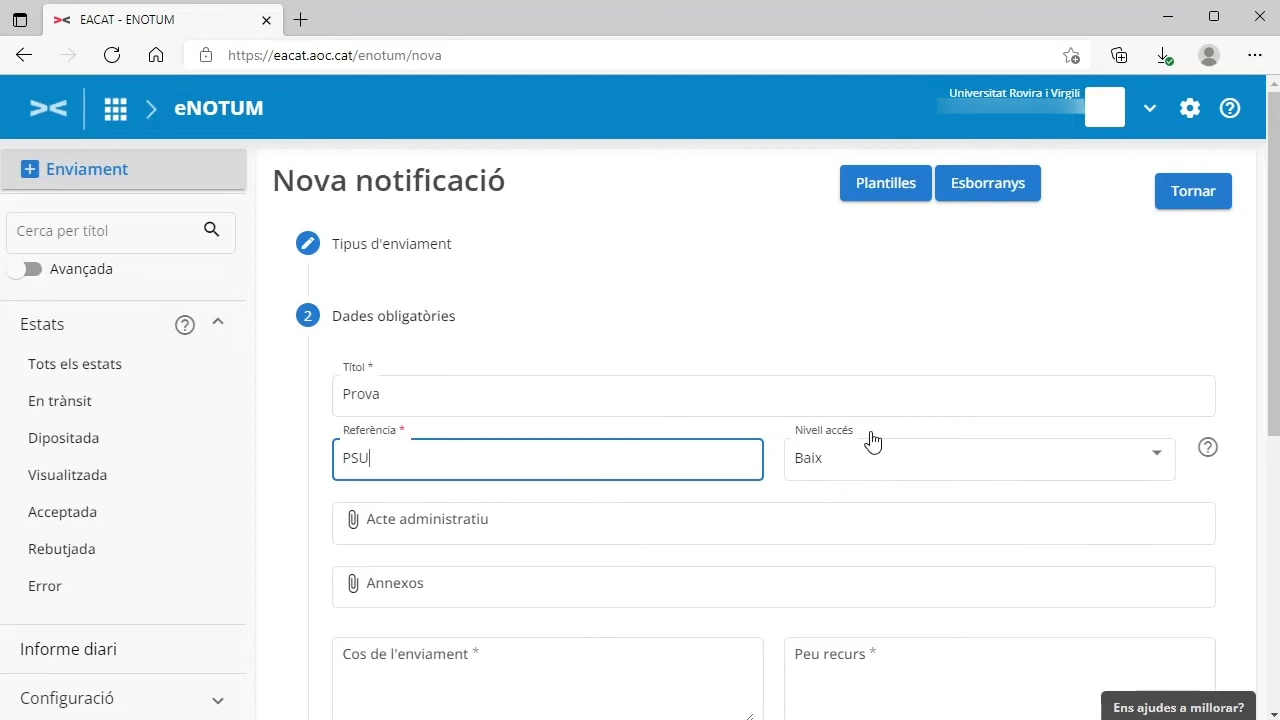 EACAT - ENOTUM
https://eacat.aoc.cat/enotum/nova
eNOTUM
Universitat Rovira i Virgili
Enviament
Cerca per títol
Avançada
Estats
Tots els estats
En trànsit
Dipositada
Visualitzada
Acceptada
Rebutjada
Error
Informe diari
Configuració
Nova notificació
Plantilles
Esborranys
Tornar
Tipus d'enviament
2 Dades obligatòries
Títol *
Prova
Referència *
PSU
Nivell accés
Baix
Acte administratiu
Annexos
Cos de l'enviament *
Peu recurs *
Ens ajudes a millorar?